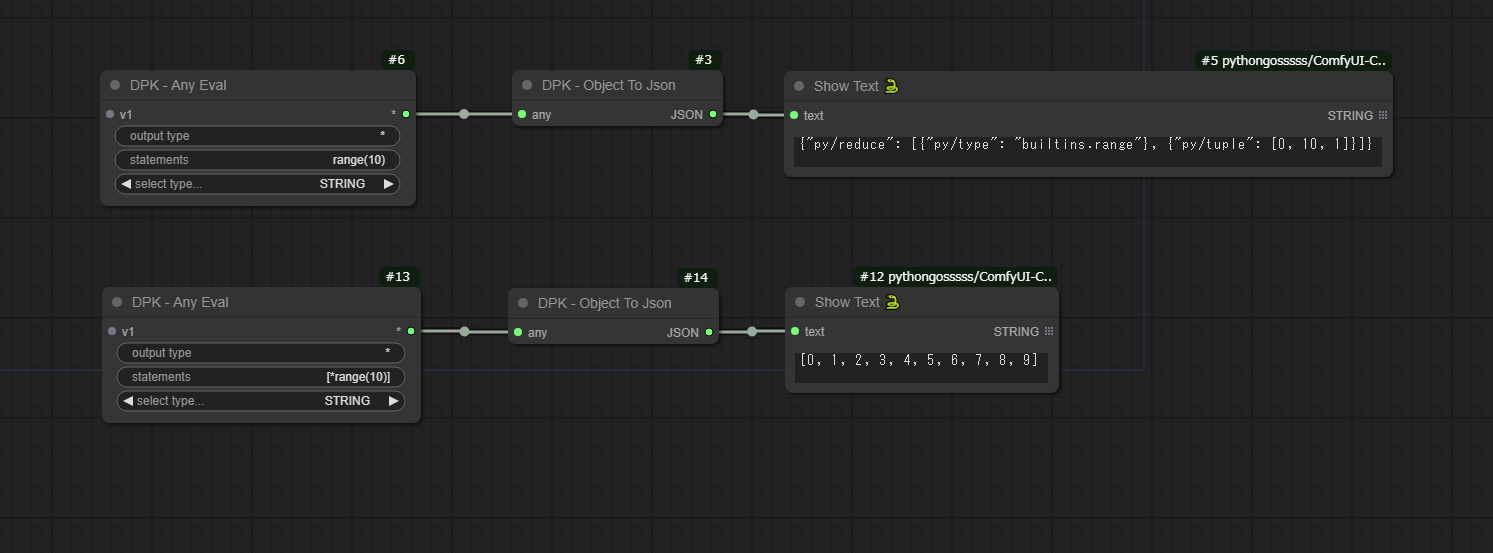 #6
DPK - Any Eval
v1
*
output type *
statements range(10)
select type... STRING
#3
DPK - Object To Json
any JSON
#5 pythongosssss/ComfyUI-C..
Show Text
text STRING
{"py/reduce": [{"py/type": "builtins.range"}, {"py/tuple": [0, 10, 1]}]}
#13
DPK - Any Eval
v1
*
output type *
statements [*range(10)]
select type... STRING
#14
DPK - Object To Json
any JSON
#12 pythongosssss/ComfyUI-C..
Show Text
text STRING
[0, 1, 2, 3, 4, 5, 6, 7, 8, 9]